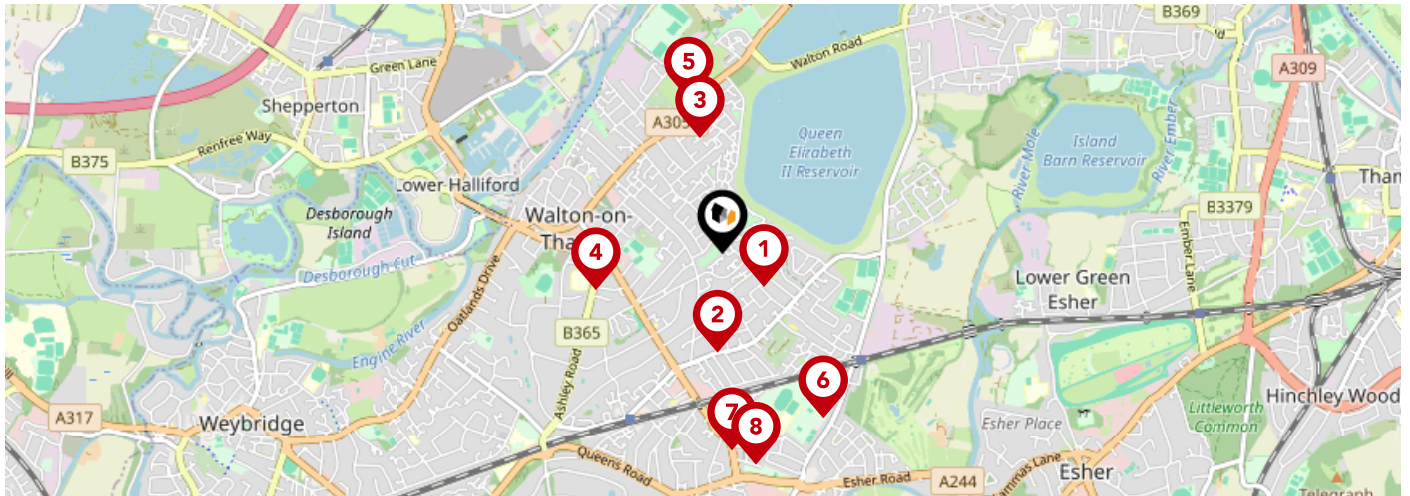 B369
Walton Road
Green Lane
5
A309
3
Shepperton
A305
Renfree Way
Queen
Elizabeth
II Reservoir
River Mole
Island
Barn Reservoir
River Ember
B375
Lower Halliford
Tham
Desborough
Island
Walton-on-
Tha
B3379
4
1
Desborough Cut
Oatlands Drive
Ember Lane
Lower Green
Esher
2
B365
Engine River
Ashley Road
6
A317
Weybridge
7
8
Esher Place
Littleworth
Common
Hinchley Wood
Queens Road
Esher Road
A244
Lammas Lane
Esher
Telegraph